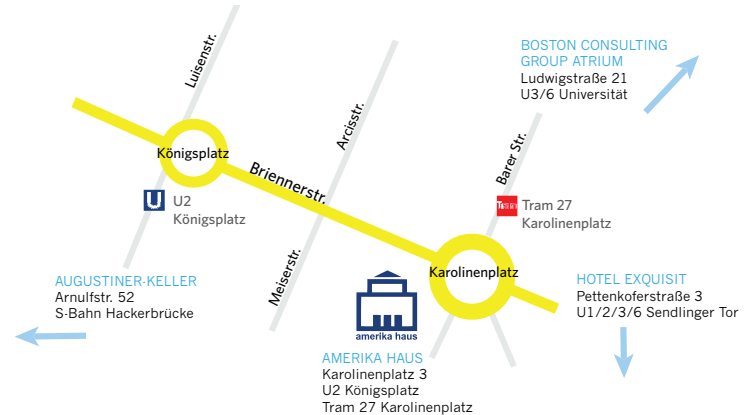 Luisenstr.
BOSTON CONSULTING
GROUP ATRIUM
Ludwigstraße 21
U3/6 Universität
Arcisstr.
Königsplatz
Briennerstr.
Barer Str.
U
U2
Königsplatz
Tram
Tram 27
Karolinenplatz
Meiserstr.
Karolinenplatz
AUGUSTINER-KELLER
Arnulfstr. 52
S-Bahn Hackerbrücke
HOTEL EXQUISIT
Pettenkoferstraße 3
U1/2/3/6 Sendlinger Tor
amerika haus
AMERIKA HAUS
Karolinenplatz 3
U2 Königsplatz
Tram 27 Karolinenplatz